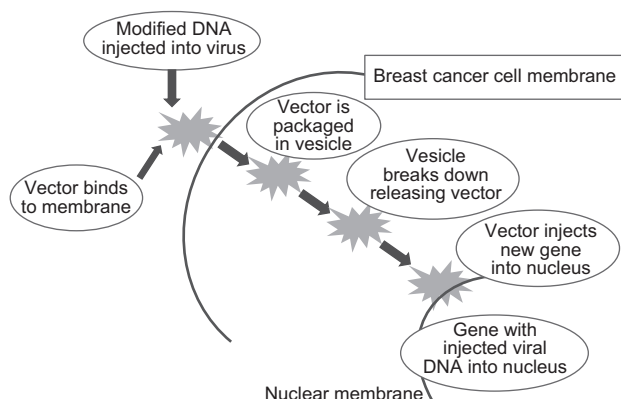 Modified DNA
injected into virus
Breast cancer cell membrane
Vector is
packaged
in vesicle
Vector binds
to membrane
Vesicle
breaks down
releasing vector
Vector injects
new gene
into nucleus
Gene with
injected viral
DNA into nucleus
Nuclear membrane